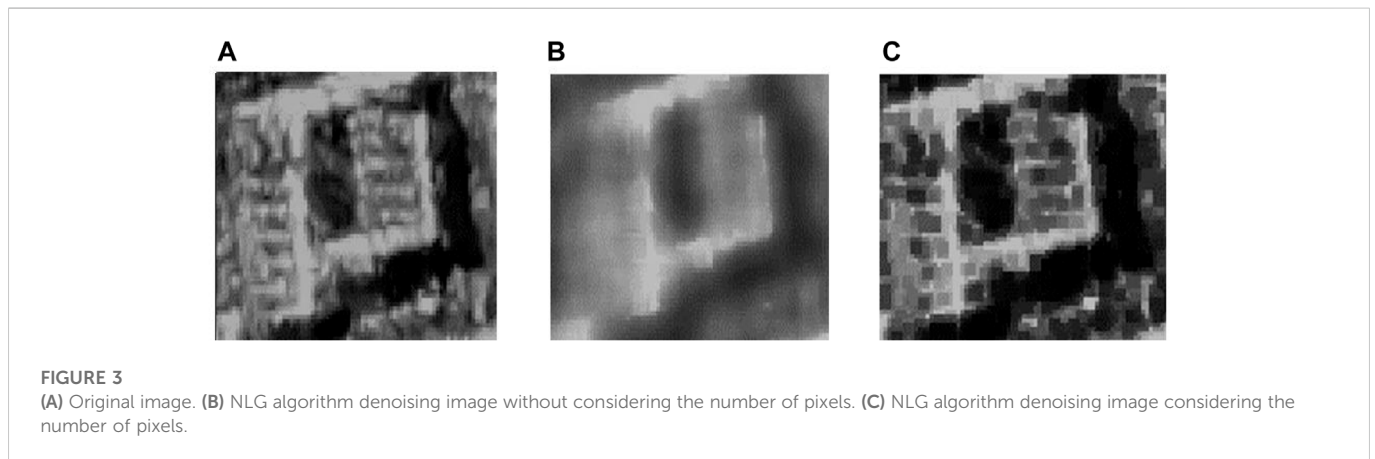 A B C
FIGURE 3
(A) Original image. (B) NLG algorithm denoising image without considering the number of pixels. (C) NLG algorithm denoising image considering the
number of pixels.